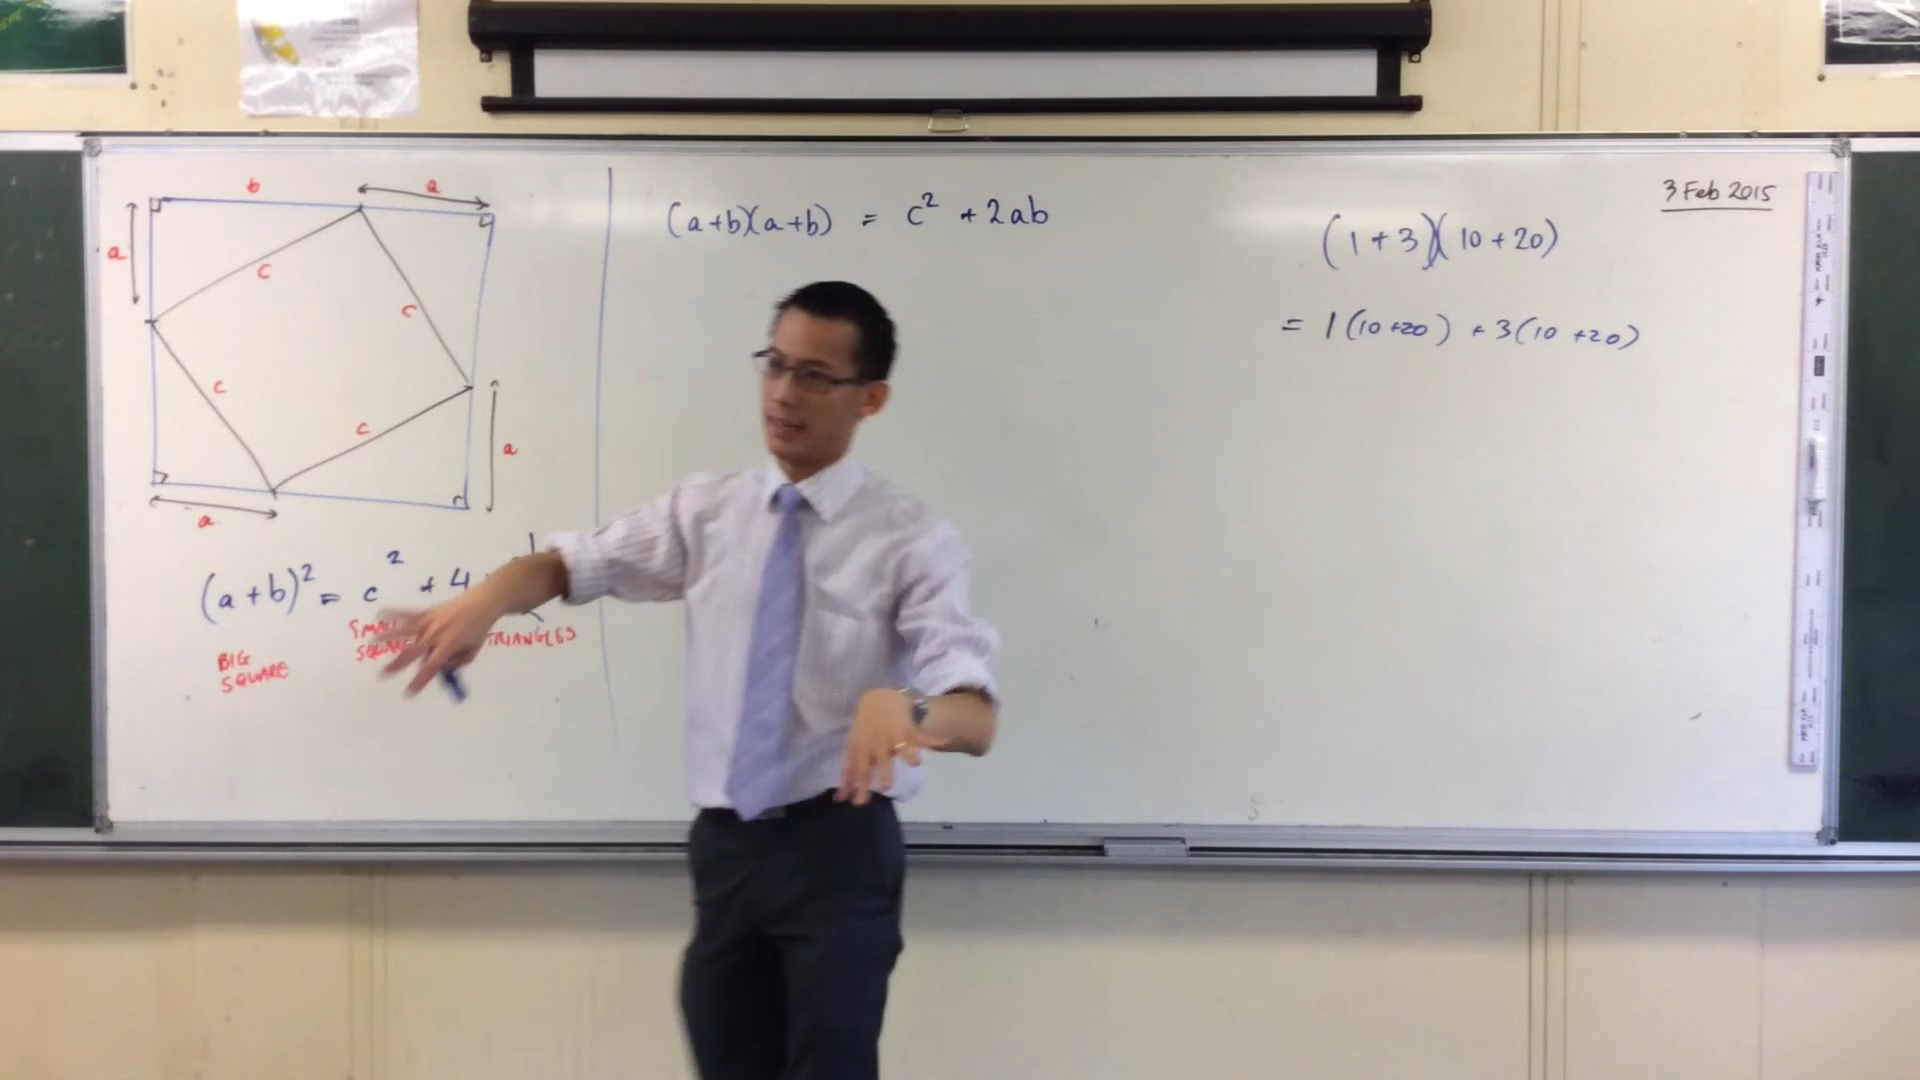 b
a
a
c
c
c
c
a
a
(a+b)² = c² + 4
BIG SQUARE
TRIANGLES
(a+b)(a+b) = c² + 2ab
3 Feb 2015
(1+3)(10+20)
= 1(10+20) + 3(10+20)